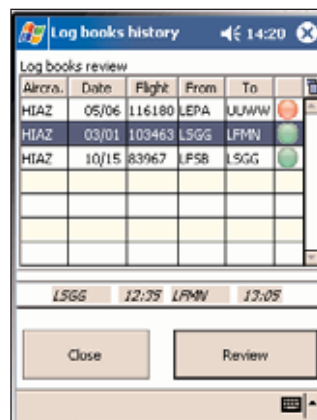 Log books history 14:20
Log books review
Aircra. Date Flight From To
HIAZ 05/06 116180 LEPA UUWW
HIAZ 03/01 103463 LSGG LFMN
HIAZ 10/15 83967 LFSB LSGG
LSGG 12:35 LFMN 13:05
Close Review